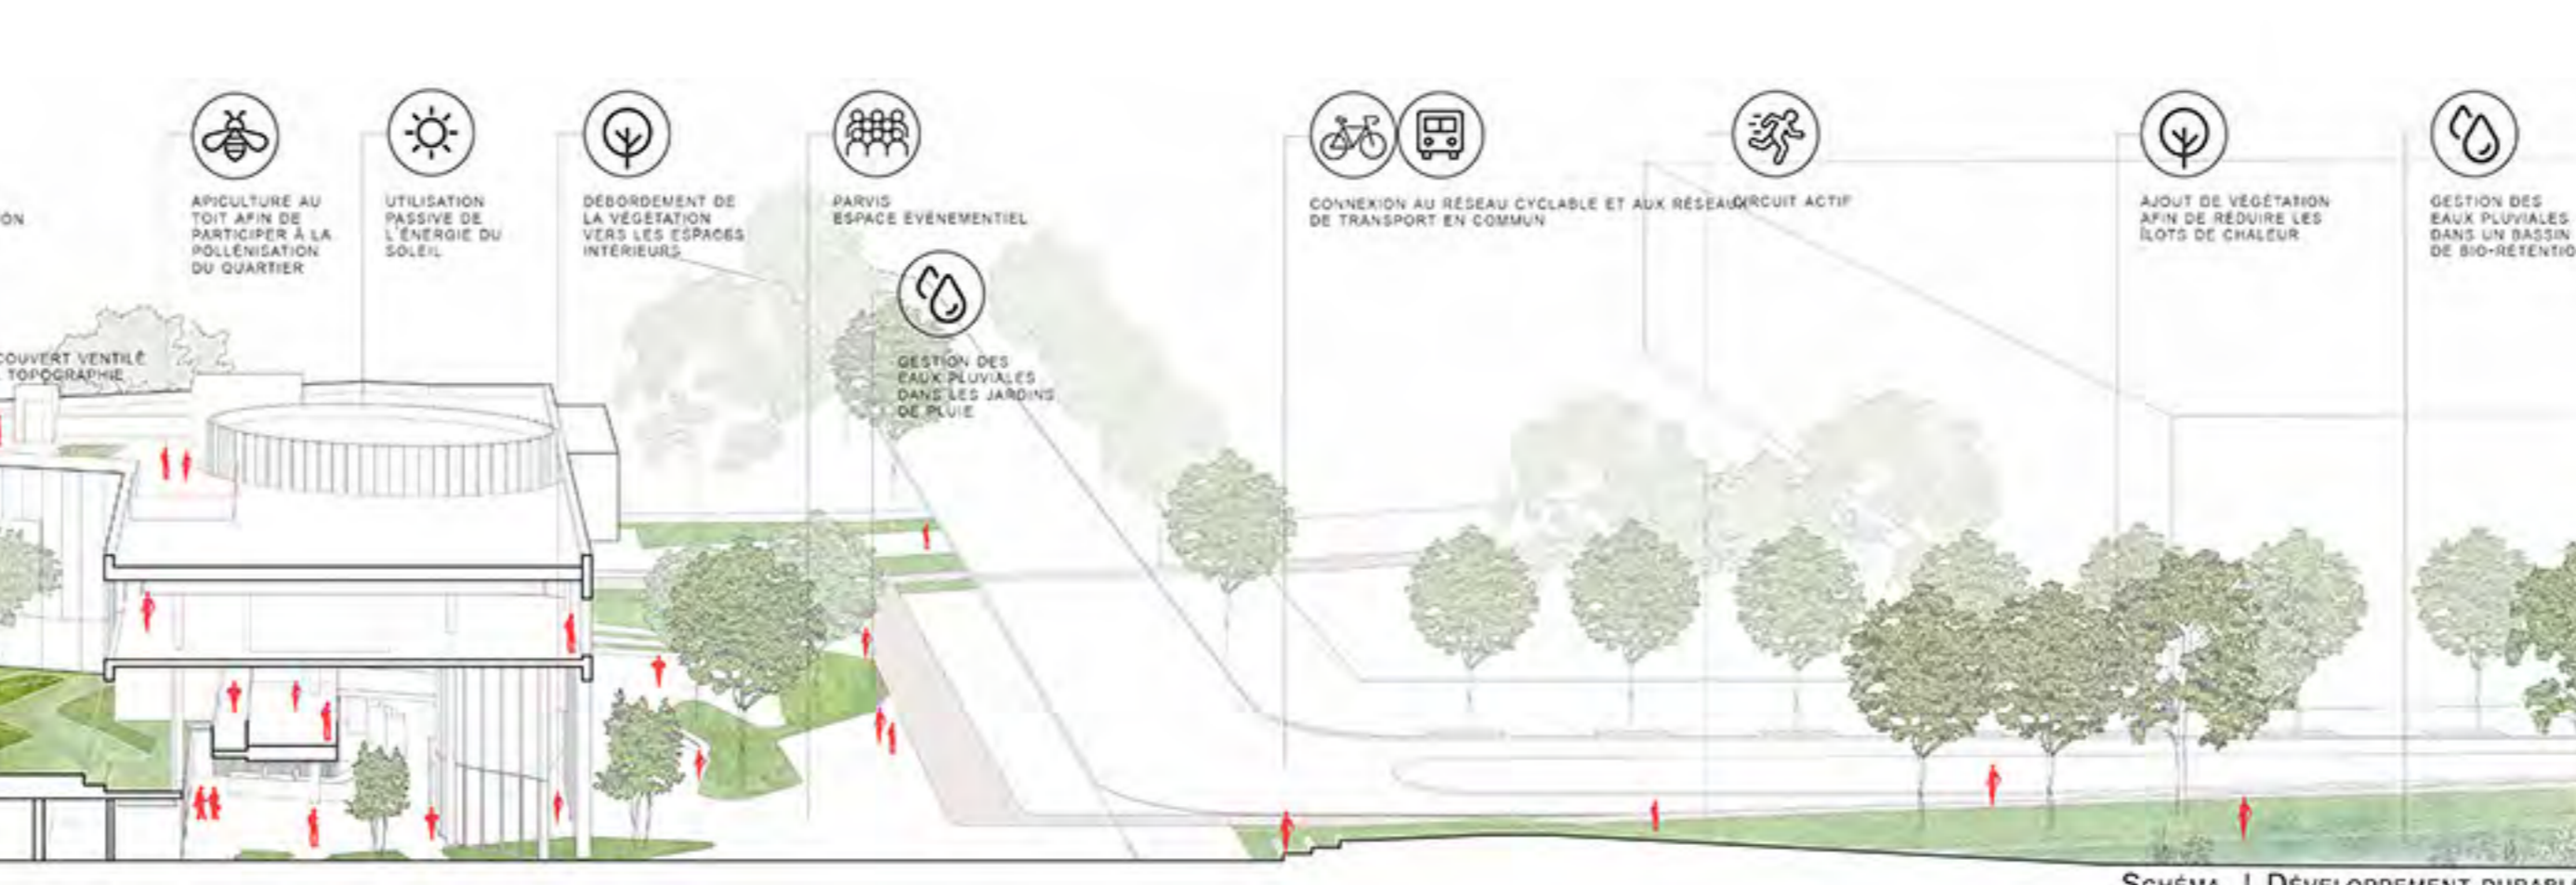 ON
COUVERT VENTILÉ
TOPOGRAPHIE
APICULTURE AU
TOIT AFIN DE
PARTICIPER À LA
POLLÉNISATION
DU QUARTIER
UTILISATION
PASSIVE DE
L'ÉNERGIE DU
SOLEIL
DÉBORDEMENT DE
LA VÉGÉTATION
VERS LES ESPACES
INTÉRIEURS
PARVIS
ESPACE ÉVÉNEMENTIEL
GESTION DES
EAUX PLUVIALES
DANS LES JARDINS
DE PLUIE
CONNEXION AU RÉSEAU CYCLABLE ET AUX RÉSEAUX
DE TRANSPORT EN COMMUN
CIRCUIT ACTIF
AJOUT DE VÉGÉTATION
AFIN DE RÉDUIRE LES
ÎLOTS DE CHALEUR
GESTION DES
EAUX PLUVIALES
DANS UN BASSIN
DE BIO-RÉTENTIO
SCHÉMA | DÉVELOPPEMENT DURABLE